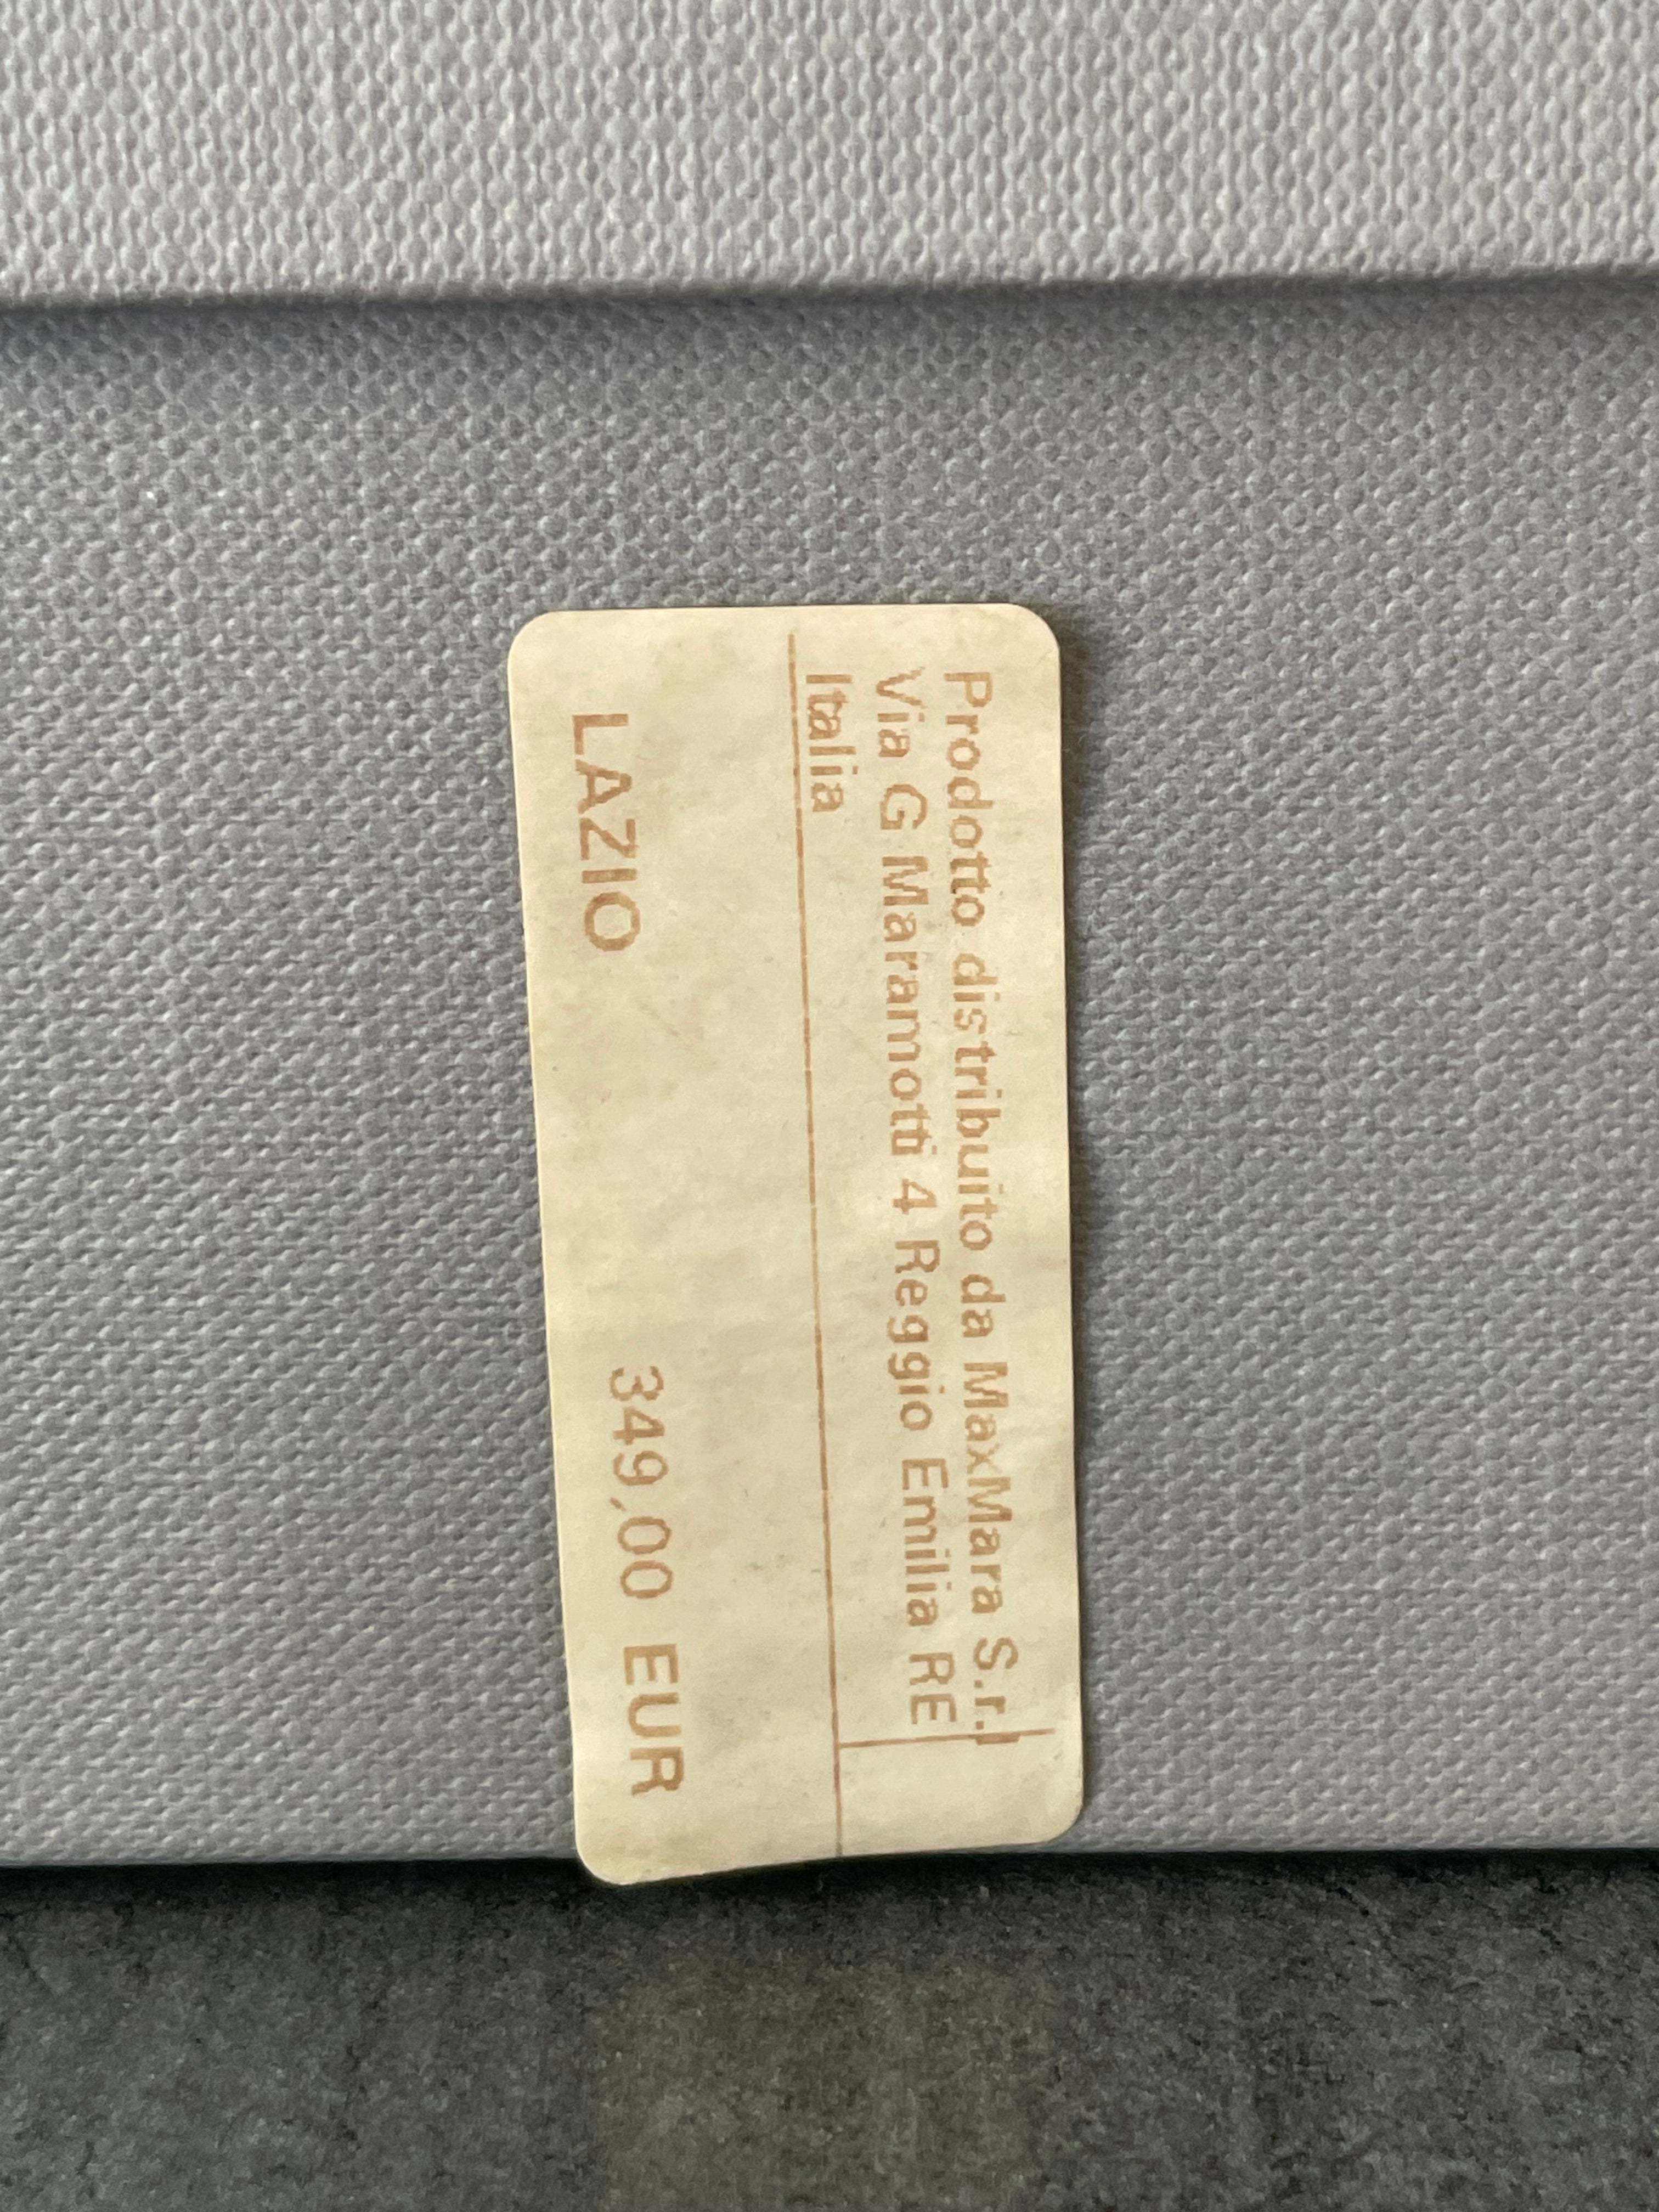 Prodotto distribuito da MaxMara S.r.l
Via G Maramotti 4 Reggio Emilia RE
Italia
LAZIO 349,00 EUR